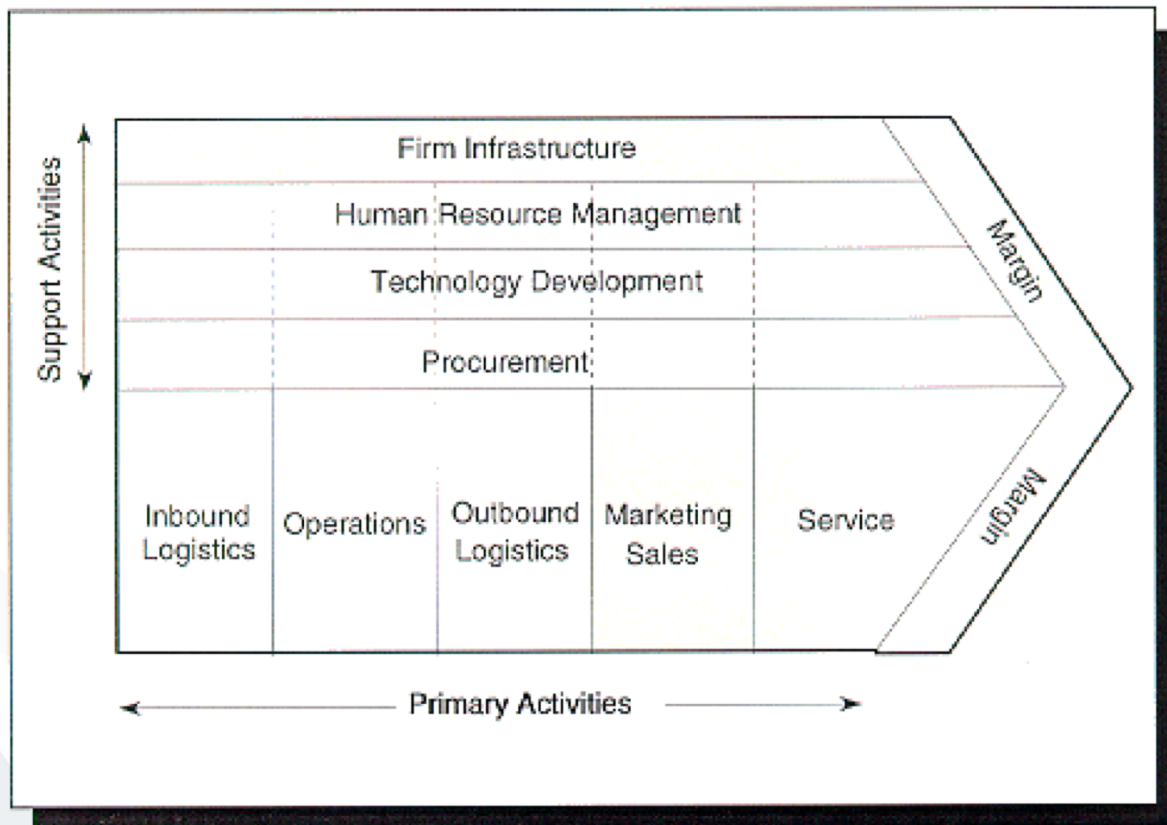 Firm Infrastructure
Human Resource Management
Technology Development
Procurement
Support Activities
Inbound
Logistics
Operations
Outbound
Logistics
Marketing
Sales
Service
Margin
Margin
Primary Activities